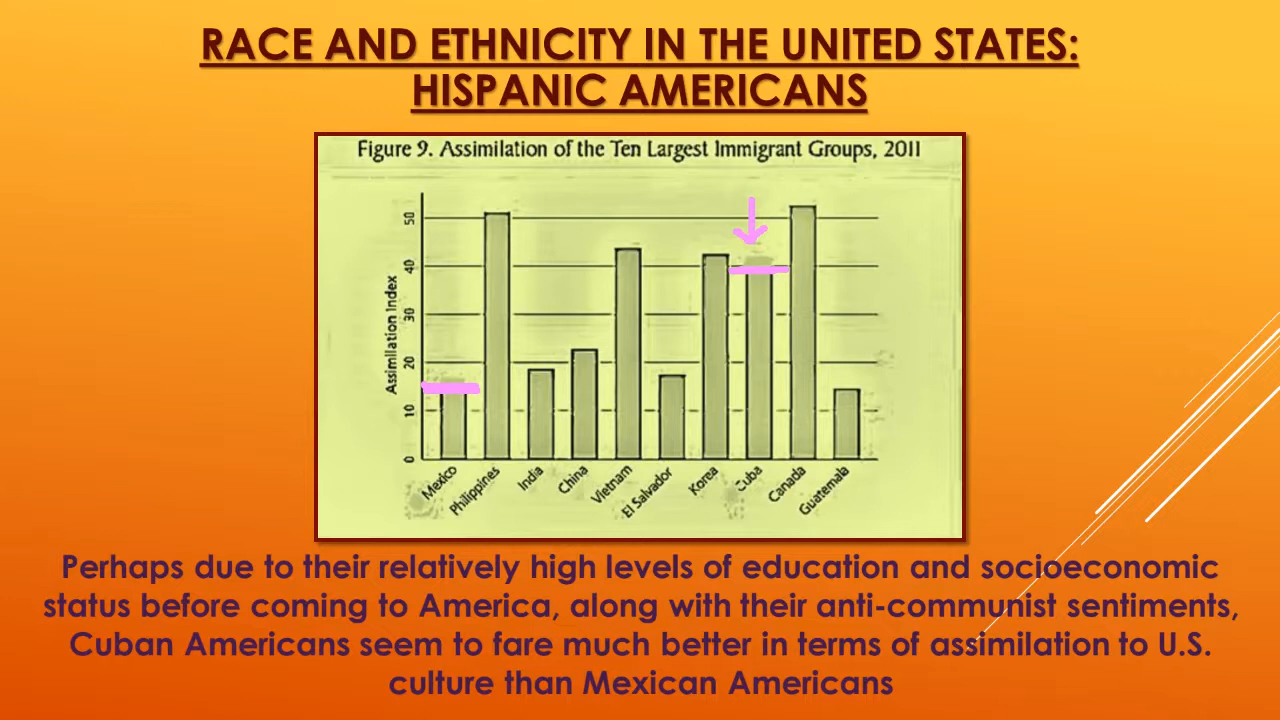 RACE AND ETHNICITY IN THE UNITED STATES:
HISPANIC AMERICANS
Figure 9. Assimilation of the Ten Largest Immigrant Groups, 2011
50
40
30
20
10
0
Assimilation Index
Mexico
Philippines
India
China
Vietnam
El Salvador
Korea
Cuba
Canada
Guatemala
Perhaps due to their relatively high levels of education and socioeconomic
status before coming to America, along with their anti-communist sentiments,
Cuban Americans seem to fare much better in terms of assimilation to U.S.
culture than Mexican Americans